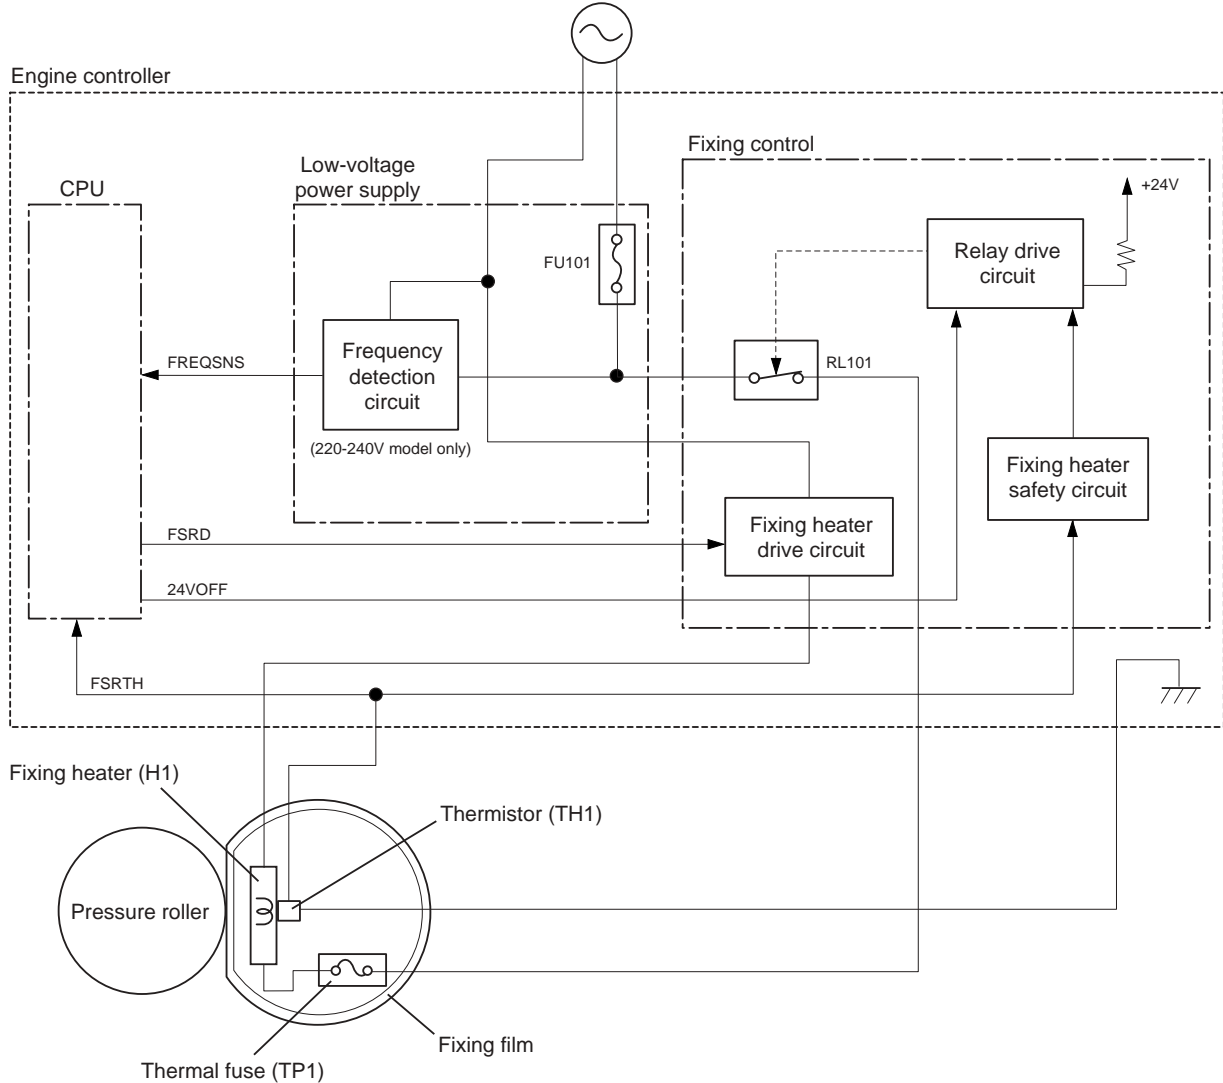 Engine controller
Fixing control
Low-voltage
power supply
CPU
+24V
Relay drive
circuit
FU101
Frequency
detection
circuit
FREQSNS
RL101
(220-240V model only)
Fixing heater
safety circuit
Fixing heater
drive circuit
FSRD
24VOFF
FSRTH
Fixing heater (H1)
Thermistor (TH1)
Pressure roller
Fixing film
Thermal fuse (TP1)